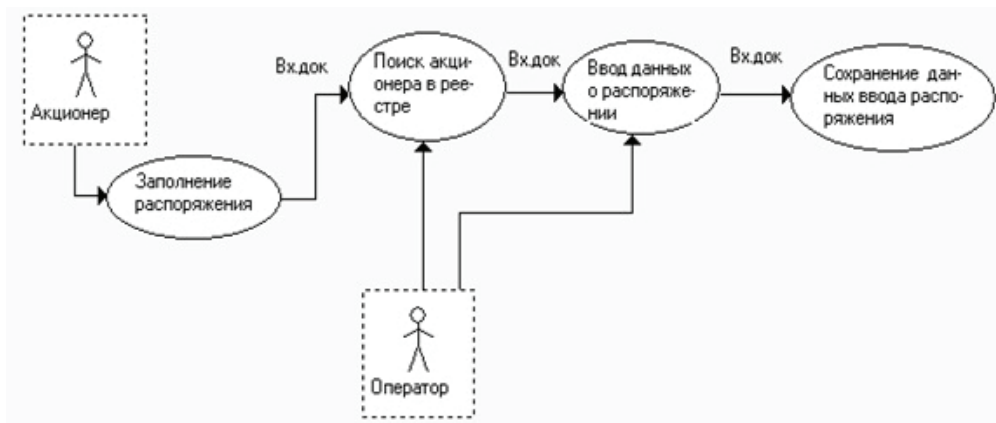 Акционер
Заполнение
распоряжения
Вх.док
Поиск акци-
онера в рее-
стре
Вх.док
Ввод данных
о распоряже-
нии
Вх.док
Сохранение дан-
ных ввода распо-
ряжения
Оператор